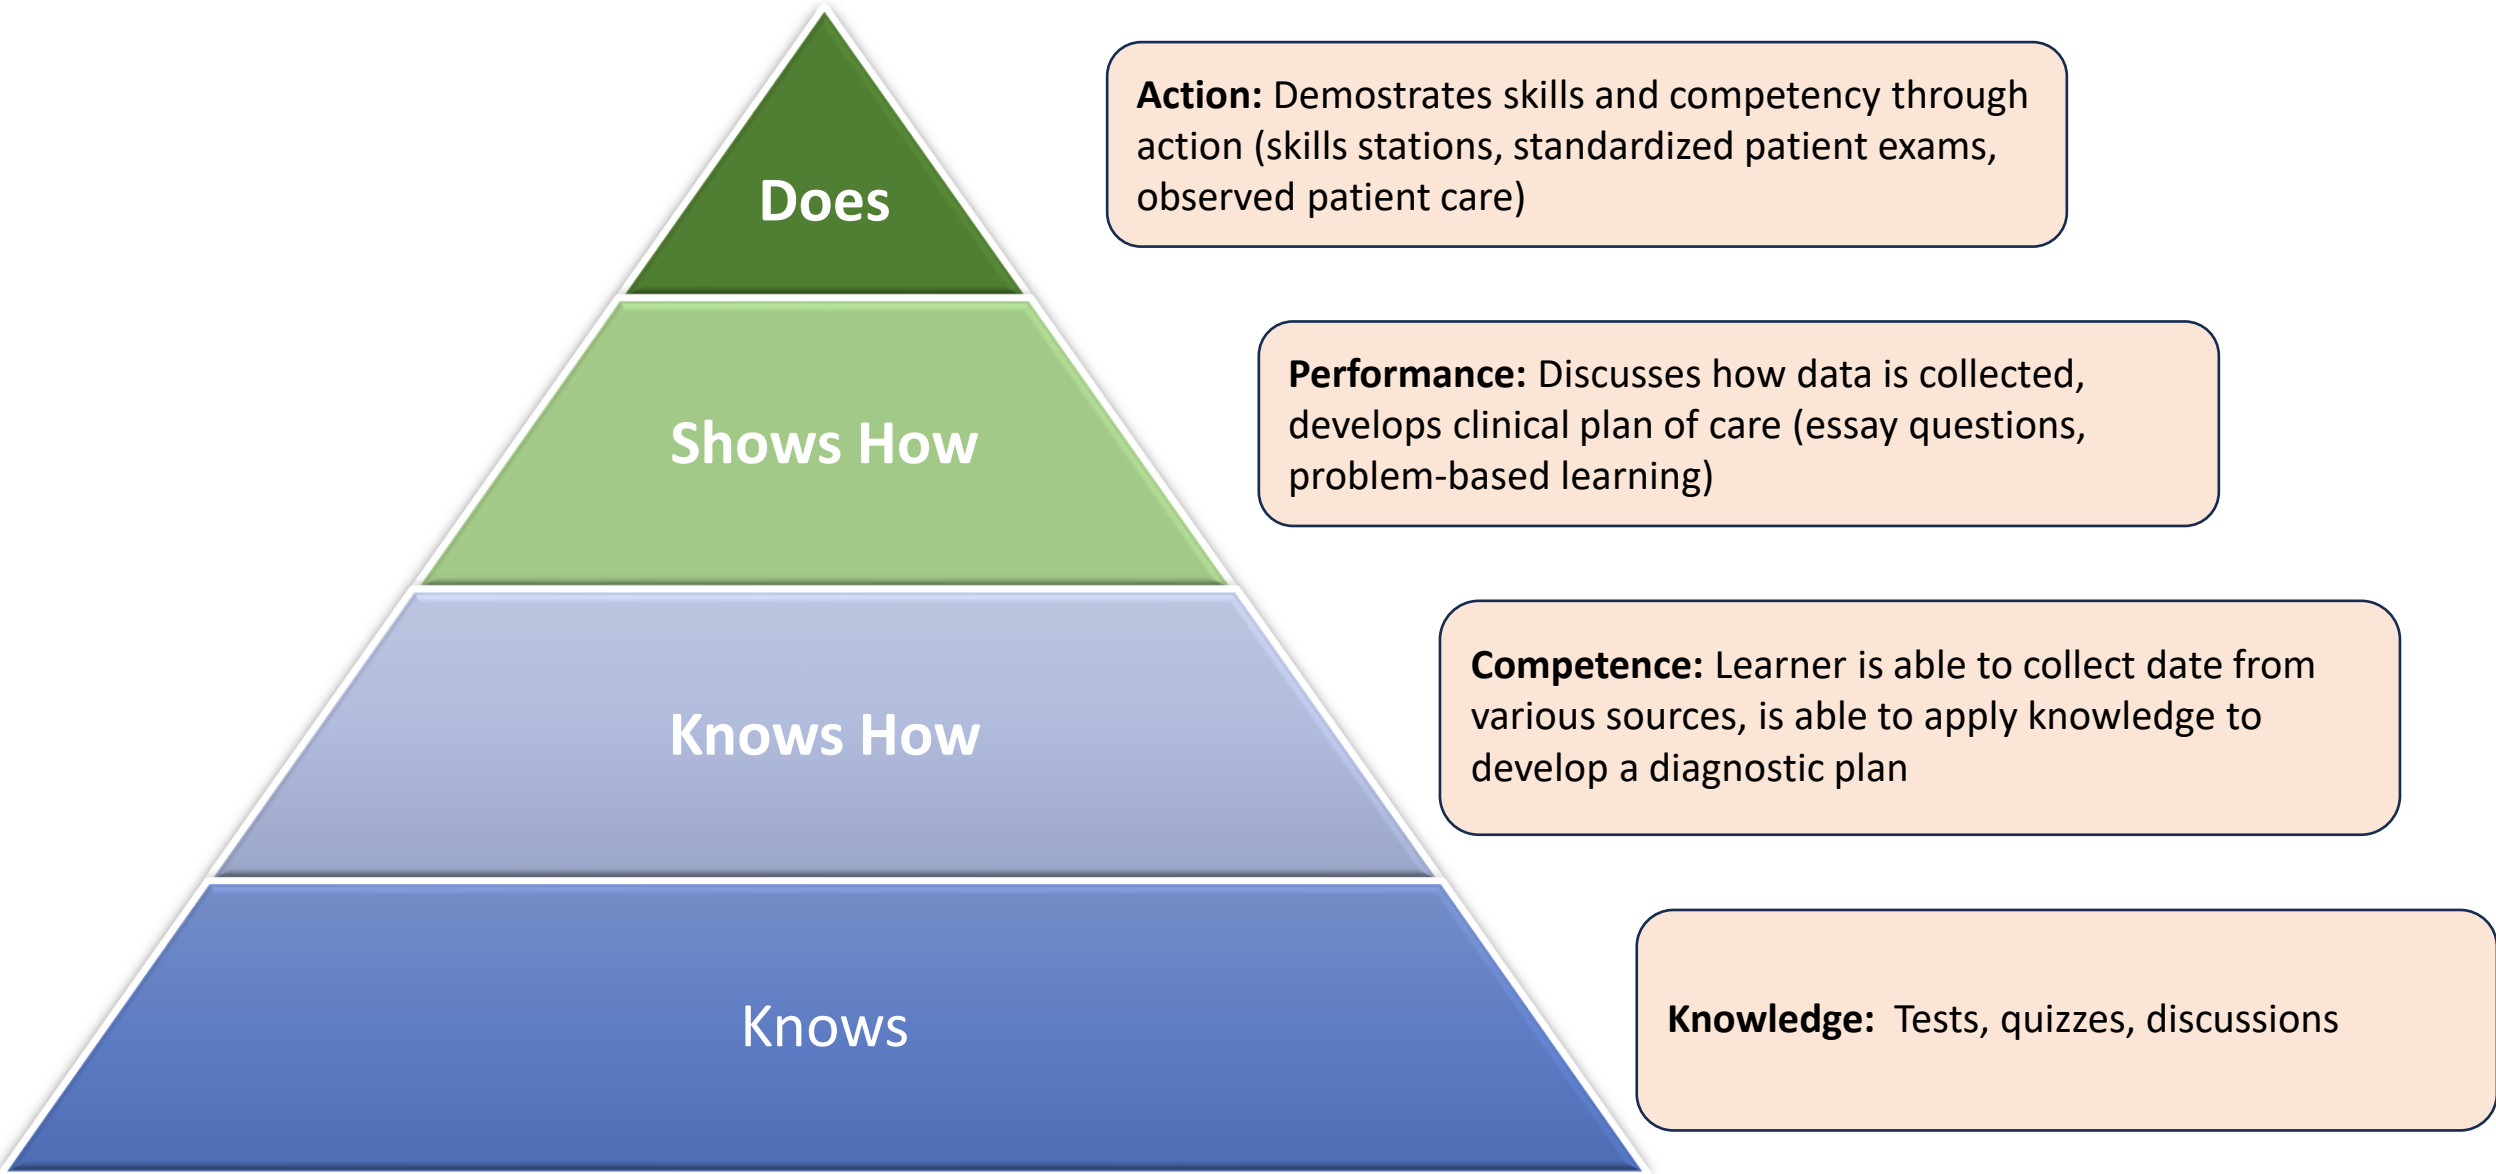 Does
Action: Demostrates skills and competency through
action (skills stations, standardized patient exams,
observed patient care)
Shows How
Performance: Discusses how data is collected,
develops clinical plan of care (essay questions,
problem-based learning)
Knows How
Competence: Learner is able to collect date from
various sources, is able to apply knowledge to
develop a diagnostic plan
Knows
Knowledge:  Tests, quizzes, discussions